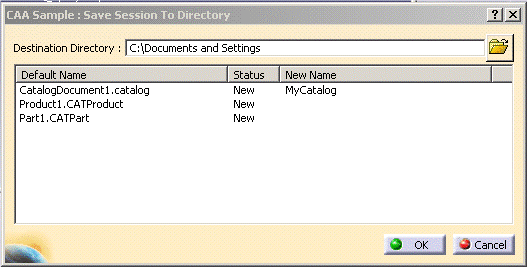 CAA Sample : Save Session To Directory
Destination Directory : C:\Documents and Settings
Default Name Status New Name
CatalogDocument1.catalog New MyCatalog
Product1.CATProduct New
Part1.CATPart New
OK Cancel